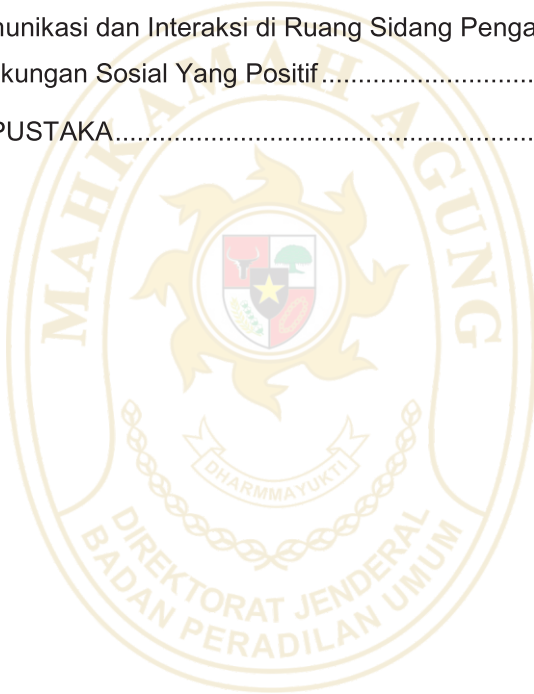 munikasi dan Interaksi di Ruang Sidang Penga
kungan Sosial Yang Positif..............................
PUSTAKA.........................................................
MAHKAMAH AGUNG
DHARMMAYUKTI
DIREKTORAT JENDERAL
BADAN PERADILAN UMUM